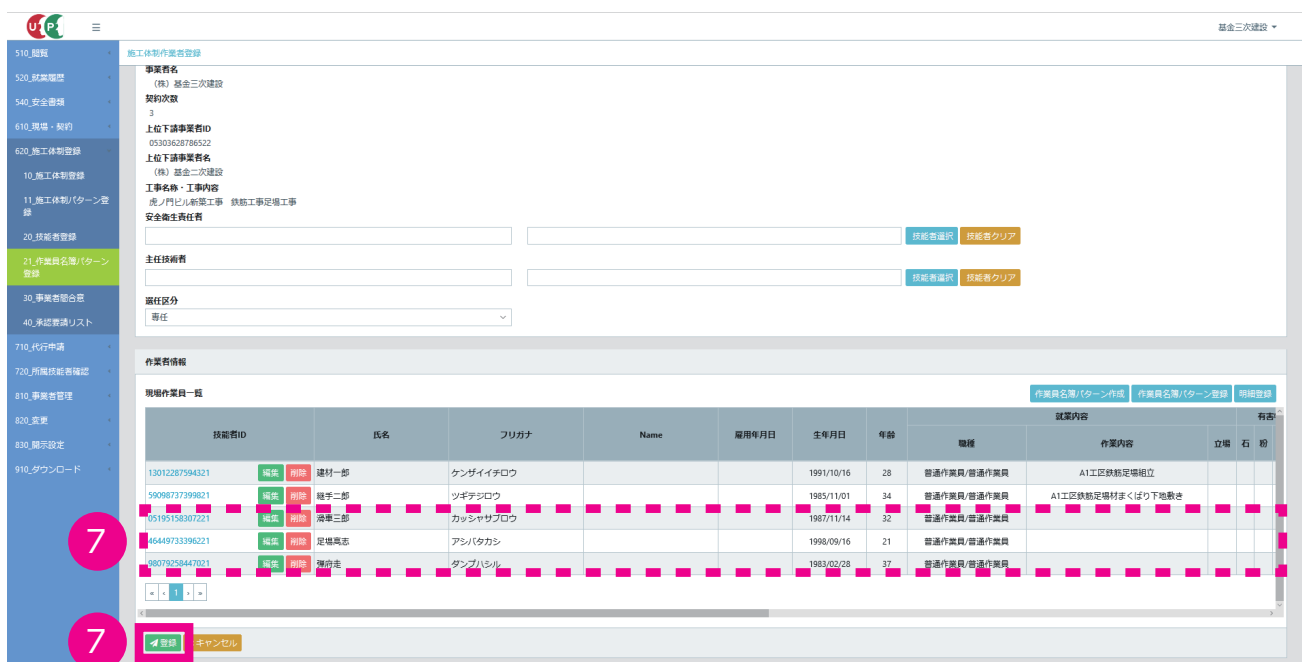 基金三次建設
510_閲覧
520_就業履歴
540_安全書類
610_現場・契約
620_施工体制登録
10_施工体制登録
11_施工体制パターン登
録
20_技能者登録
21_作業員名簿パターン
登録
30_事業者間合意
40_承認要請リスト
710_代行申請
720_所属技能者確認
810_事業者管理
820_変更
830_開示設定
910_ダウンロード
施工体制作業者登録
事業者名
（株）基金三次建設
契約次数
3
上位下請事業者ID
05303628786522
上位下請事業者名
（株）基金二次建設
工事名称・工事内容
虎ノ門ビル新築工事　鉄筋工事足場工事
安全衛生責任者
技能者選択 技能者クリア
主任技術者
技能者選択 技能者クリア
選任区分
専任
作業者情報
現場作業員一覧 作業員名簿パターン作成 作業員名簿パターン登録 明細登録
技能者ID 氏名 フリガナ Name 雇用年月日 生年月日 年齢 就業内容 有害
職種 作業内容 立場 石 粉
13012287594321 編集 削除 建材一郎 ケンザイイチロウ 1991/10/16 28 普通作業員/普通作業員 A1工区鉄筋足場組立
59098737399821 編集 削除 継手二郎 ツギテジロウ 1985/11/01 34 普通作業員/普通作業員 A1工区鉄筋足場材まくばり下地敷き
05195158307221 編集 削除 滑車三郎 カッシャサブロウ 1987/11/14 32 普通作業員/普通作業員
46449733396221 編集 削除 足場高志 アシバタカシ 1998/09/16 21 普通作業員/普通作業員
98079258447021 編集 削除 弾府走 ダンプハシル 1983/02/28 37 普通作業員/普通作業員
7
« ‹ 1 › »
7
登録 キャンセル